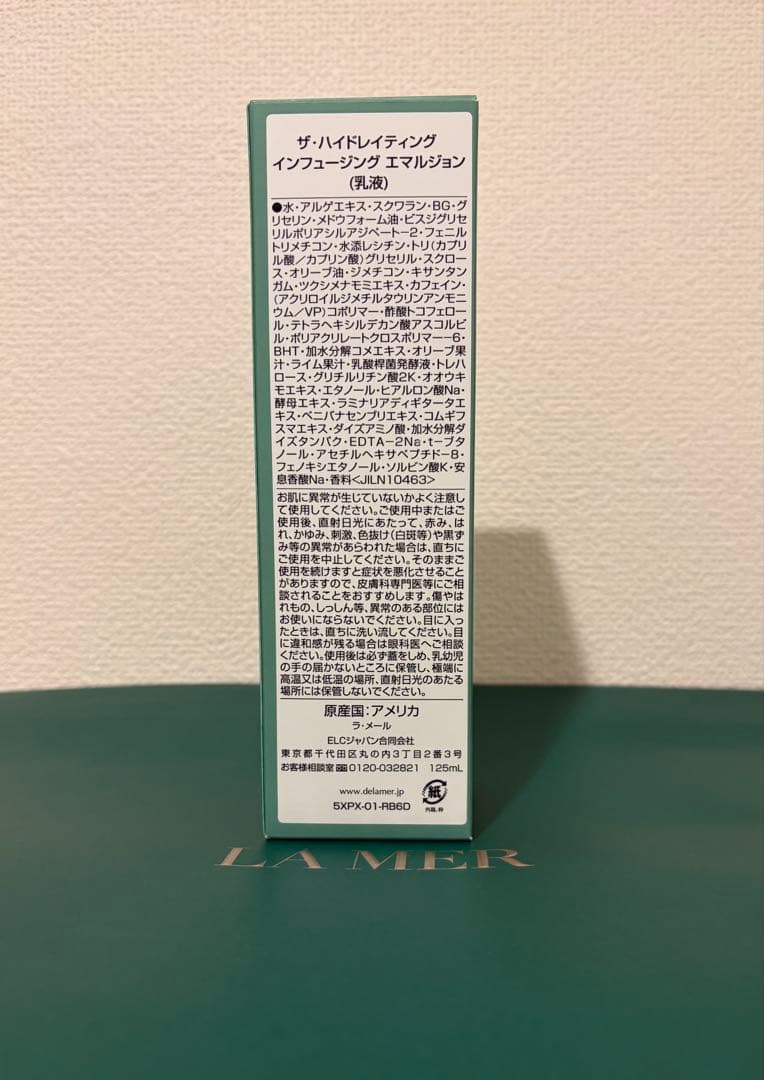 ザ・ハイドレイティング
インフュージング エマルジョン
(乳液)
●水・アルゲエキス・スクワラン・BG・グ
リセリン・メドウフォーム油・ビスジグリセ
リルポリアシルアジペート-2・フェニル
トリメチコン・水添レシチン・トリ(カプリ
ル酸/カプリン酸)グリセリル・スクロー
ス・オリーブ油・ジメチコン・キサンタン
ガム・ツクシメナモミエキス・カフェイン・
(アクリロイルジメチルタウリンアンモニ
ウム/VP)コポリマー・酢酸トコフェロー
ル・テトラヘキシルデカン酸アスコルビ
ル・ポリアクリレートクロスポリマー-6・
BHT・加水分解コメエキス・オリーブ果
汁・ライム果汁・乳酸桿菌発酵液・トレハ
ロース・グリチルリチン酸2K・オオウキ
モエキス・エタノール・ヒアルロン酸Na・
酵母エキス・ラミナリアディギタータエ
キス・ベニバナセンブリエキス・コムギフ
スマエキス・ダイズアミノ酸・加水分解ダ
イズタンパク・EDTA-2Na・t-ブタ
ノール・アセチルヘキサペプチド-8・
フェノキシエタノール・ソルビン酸K・安
息香酸Na・香料<JILN10463>
お肌に異常が生じていないかよく注意し
て使用してください。ご使用中またはご
使用後、直射日光にあたって、赤み、は
れ、かゆみ、刺激、色抜け(白斑等)や黒ず
み等の異常があらわれた場合は、直ちに
ご使用を中止してください。そのままご
使用を続けますと症状を悪化させること
がありますので、皮膚科専門医等にご相
談されることをおすすめします。傷やは
れもの、しっしん等、異常のある部位には
お使いにならないでください。目に入っ
たときは、直ちに洗い流してください。目
に違和感が残る場合は眼科医へご相談
ください。使用後は必ず蓋をしめ、乳幼児
の手の届かないところに保管し、極端に
高温又は低温の場所、直射日光のあたる
場所には保管しないでください。
原産国:アメリカ
ラ・メール
ELCジャパン合同会社
東京都千代田区丸の内3丁目2番3号
お客様相談室 0120-032821 125mL
www.delamer.jp
紙
5XPX-01-RB6D
外箱、枠
LA MER